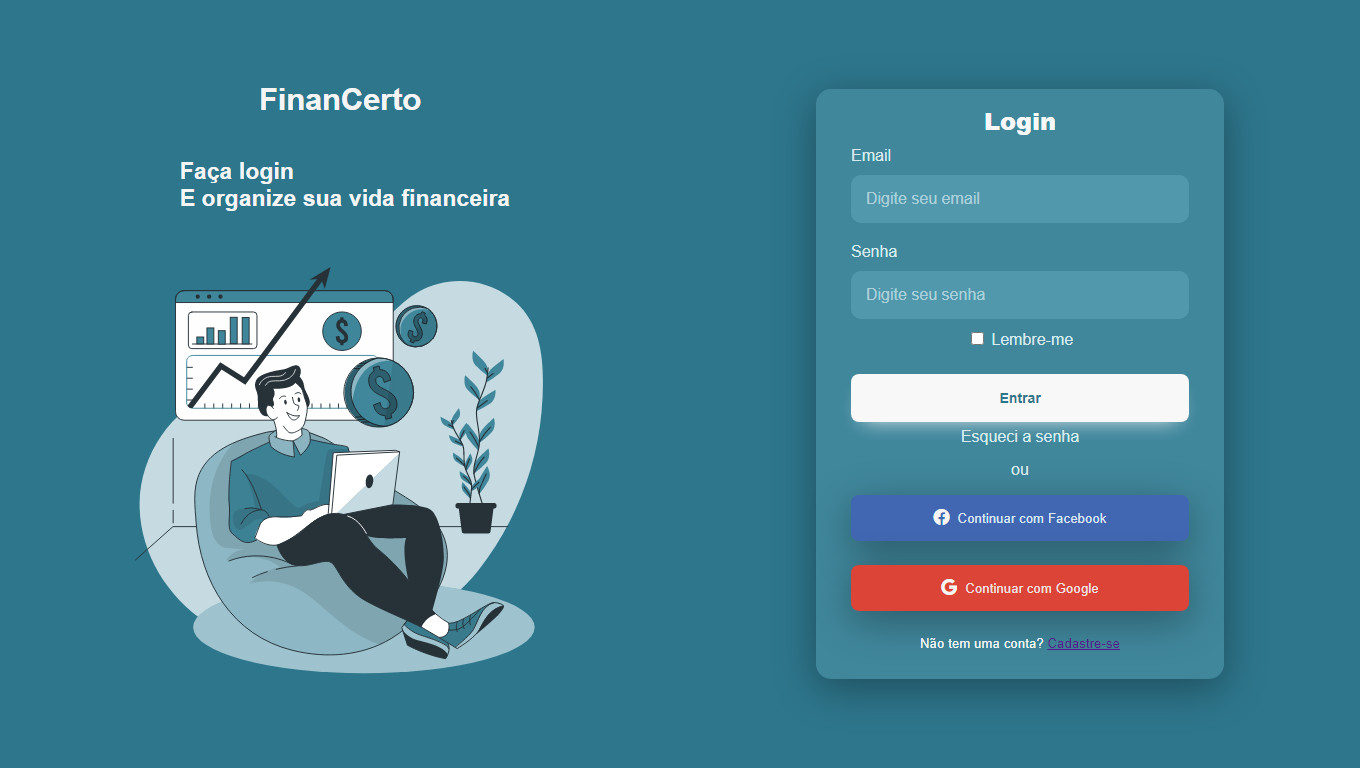 FinanCerto
Faça login
E organize sua vida financeira
$
$
$
Login
Email
Digite seu email
Senha
Digite seu senha
Lembre-me
Entrar
Esqueci a senha
ou
Continuar com Facebook
Continuar com Google
Não tem uma conta? Cadastre-se